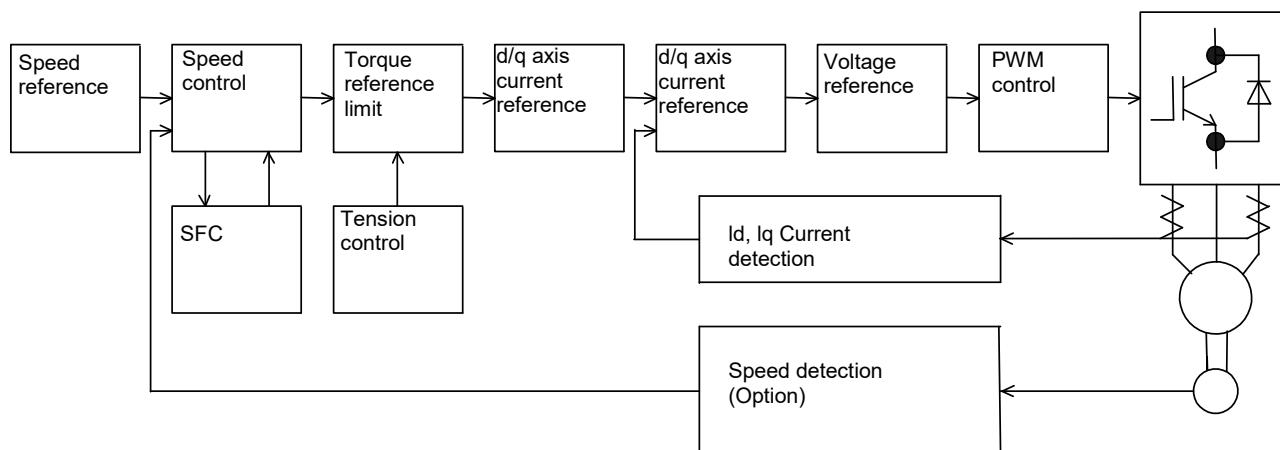 Speed
reference
Speed
control
Torque
reference
limit
d/q axis
current
reference
d/q axis
current
reference
Voltage
reference
PWM
control
SFC
Tension
control
Id, Iq Current
detection
Speed detection
(Option)